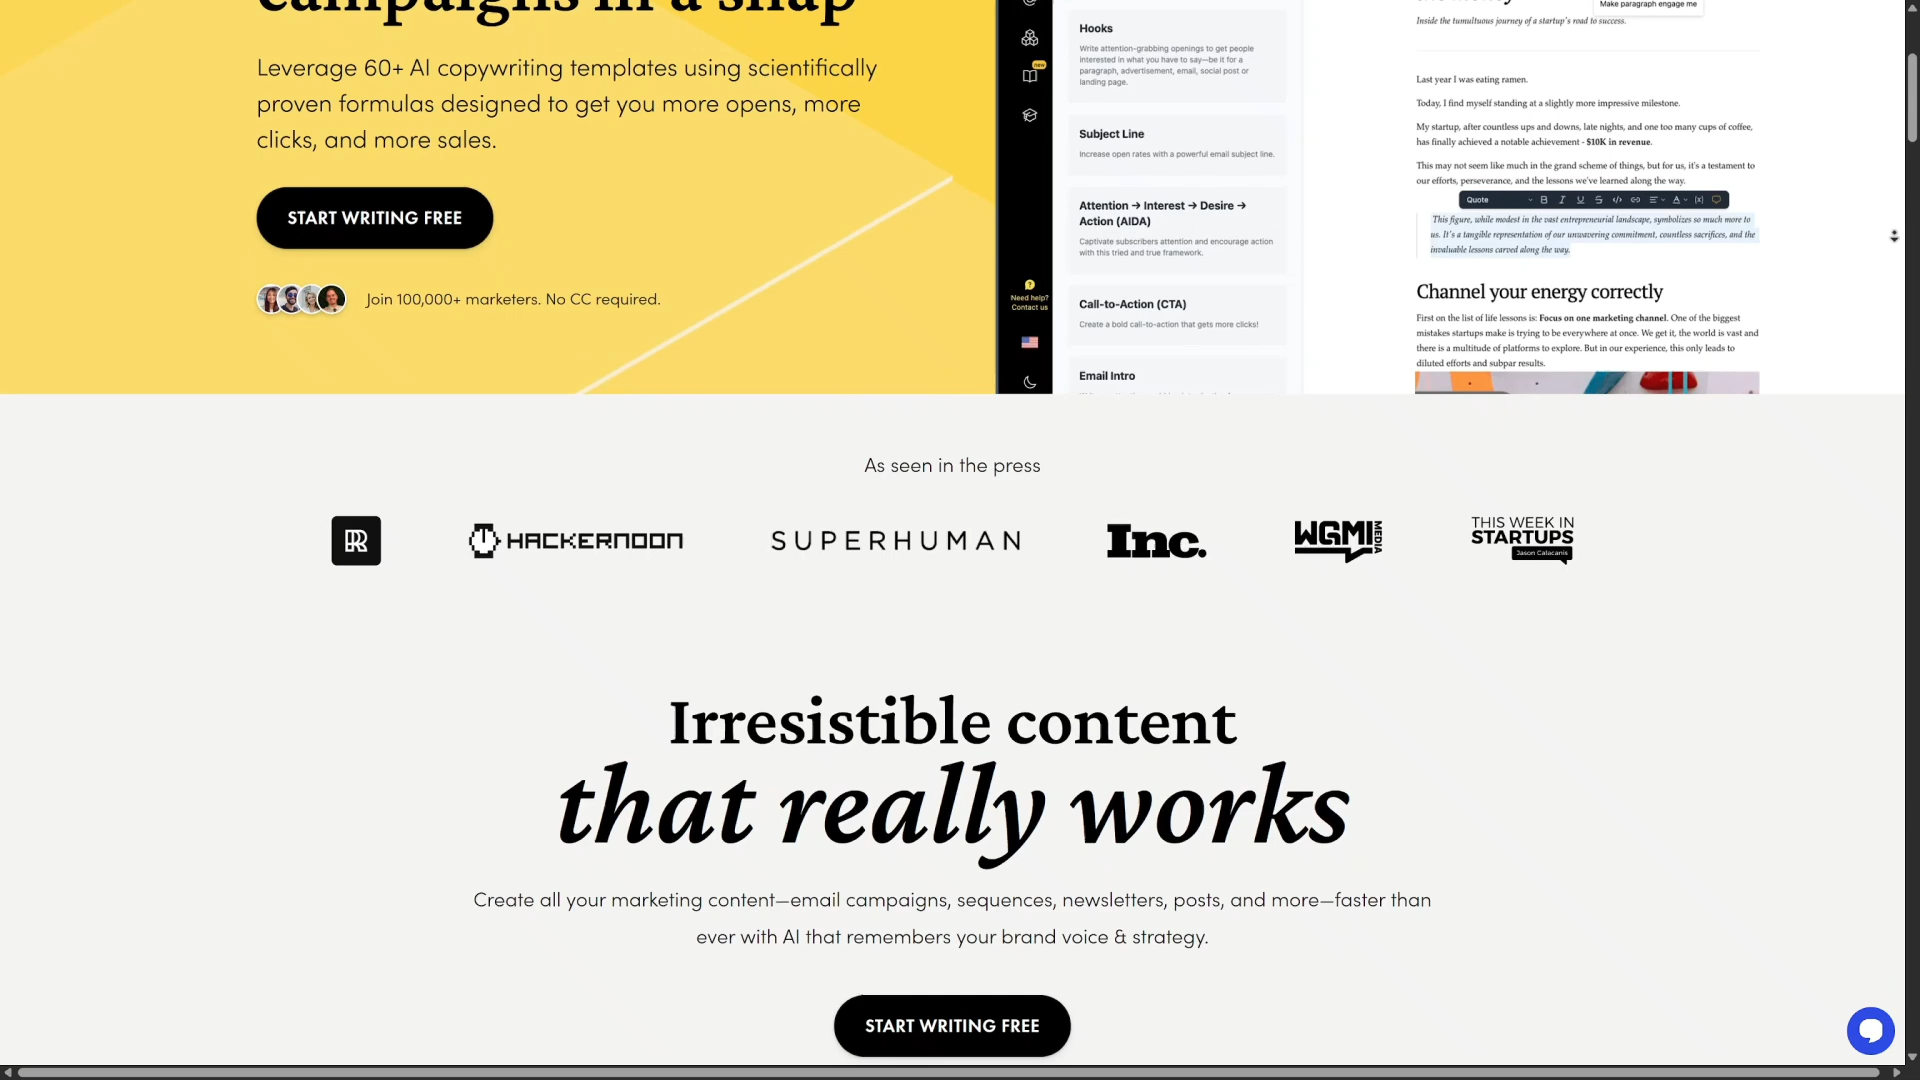 campaigns in a snap
Leverage 60+ AI copywriting templates using scientifically
proven formulas designed to get you more opens, more
clicks, and more sales.
START WRITING FREE
Join 100,000+ marketers. No CC required.
new
Need help?
Contact us
Hooks
Write attention-grabbing openings to get people
interested in what you have to say—be it for a
paragraph, advertisement, email, social post or
landing page.
Subject Line
Increase open rates with a powerful email subject line.
Attention → Interest → Desire →
Action (AIDA)
Captivate subscribers attention and encourage action
with this tried and true framework.
Call-to-Action (CTA)
Create a bold call-to-action that gets more clicks!
Email Intro
Make paragraph engage me
Inside the tumultuous journey of a startup's road to success.
Last year I was eating ramen.
Today, I find myself standing at a slightly more impressive milestone.
My startup, after countless ups and downs, late nights, and one too many cups of coffee,
has finally achieved a notable achievement - $10K in revenue.
This may not seem like much in the grand scheme of things, but for us, it's a testament to
our efforts, perseverance, and the lessons we've learned along the way.
Quote
This figure, while modest in the vast entrepreneurial landscape, symbolizes so much more to
us. It's a tangible representation of our unwavering commitment, countless sacrifices, and the
invaluable lessons carved along the way.
Channel your energy correctly
First on the list of life lessons is: Focus on one marketing channel. One of the biggest
mistakes startups make is trying to be everywhere at once. We get it, the world is vast and
there is a multitude of platforms to explore. But in our experience, this only leads to
diluted efforts and subpar results.
As seen in the press
HACKERNOON
SUPERHUMAN
Inc.
WGMI MEDIA
THIS WEEK IN
STARTUPS
Jason Calacanis
Irresistible content
that really works
Create all your marketing content—email campaigns, sequences, newsletters, posts, and more—faster than
ever with AI that remembers your brand voice & strategy.
START WRITING FREE